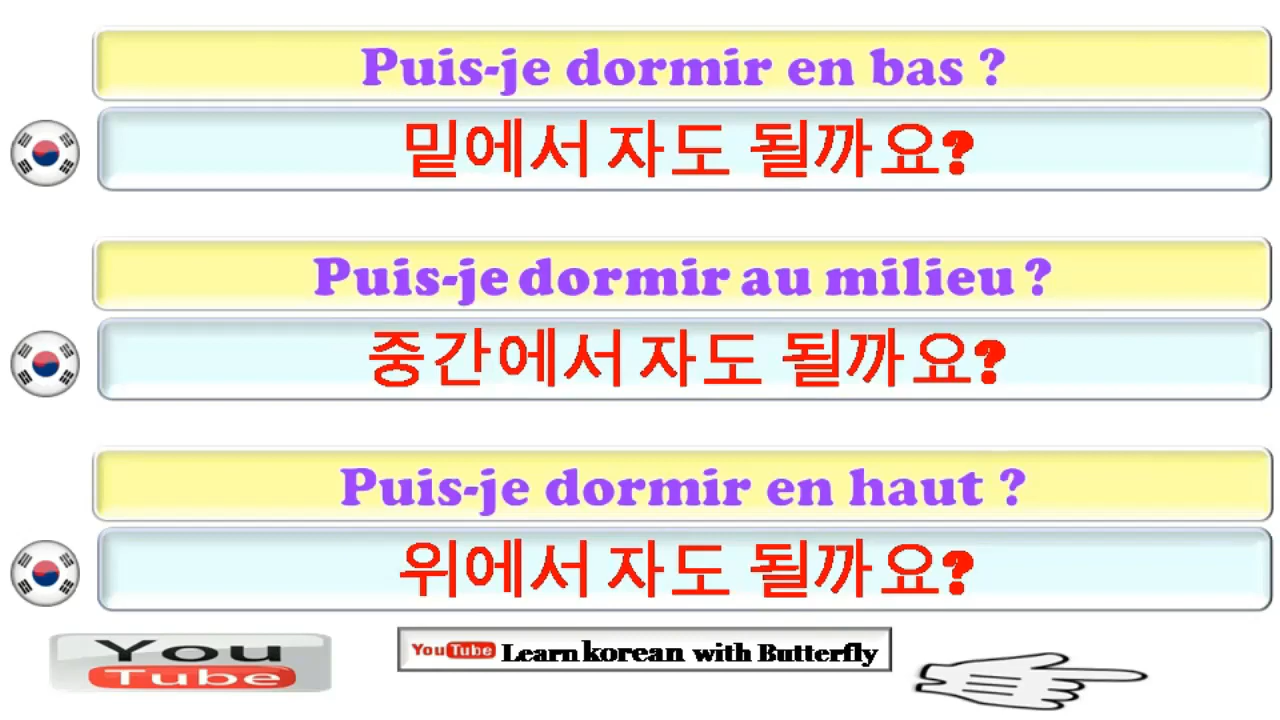 Puis-je dormir en bas ?
밑에서 자도 될까요?
Puis-je dormir au milieu ?
중간에서 자도 될까요?
Puis-je dormir en haut ?
위에서 자도 될까요?
You
Tube
YouTube Learn korean with Butterfly